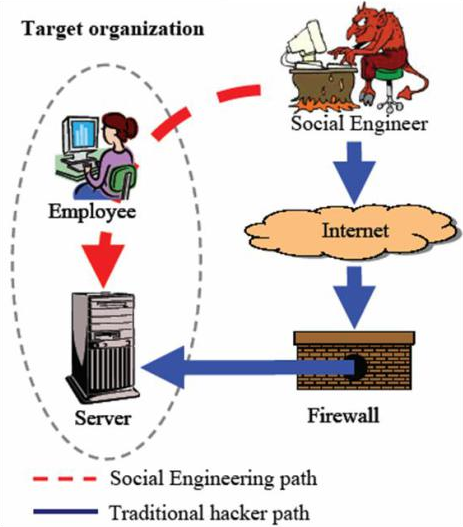 Target organization
Social Engineer
Employee
Internet
Server
Firewall
Social Engineering path
Traditional hacker path